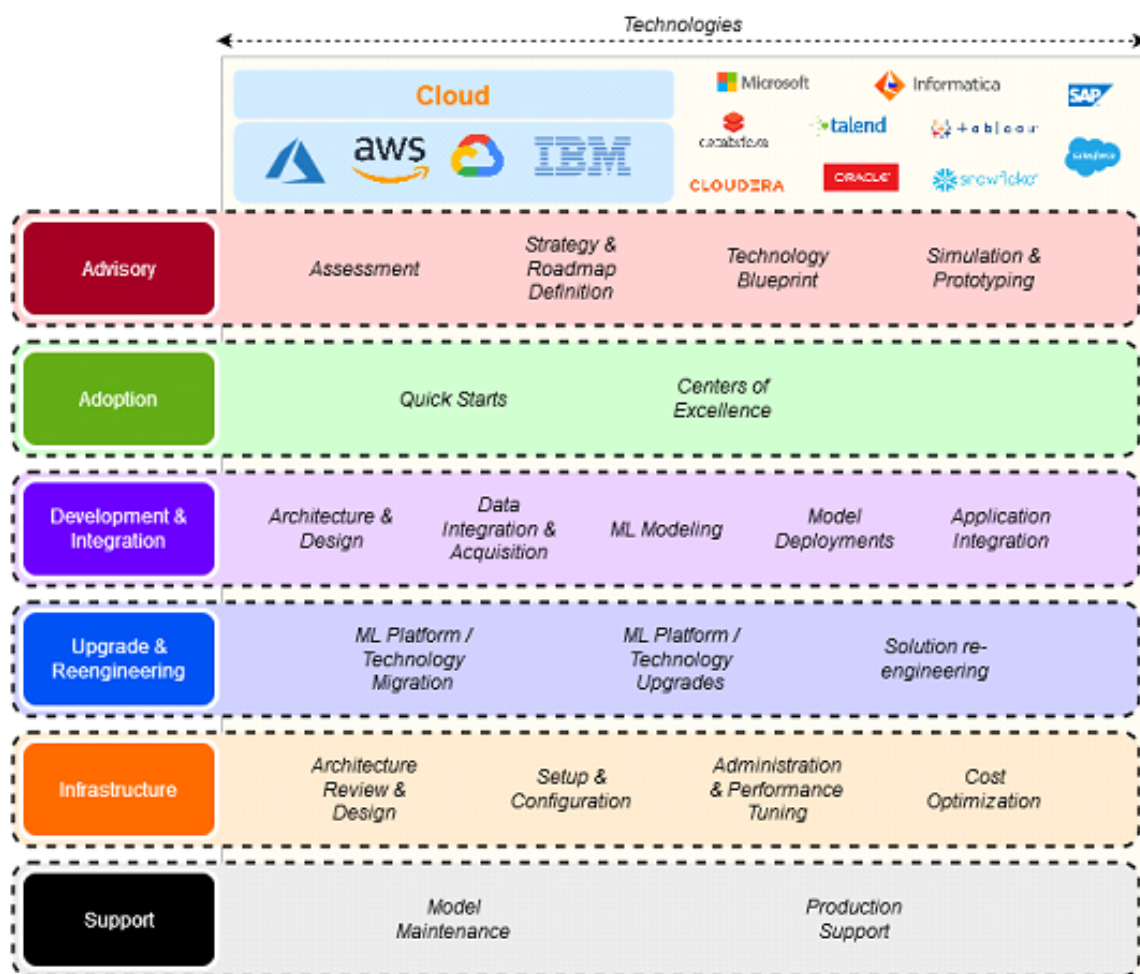 Technologies
Cloud
Microsoft
Informatica
SAP
aws
IBM
talend
+ableau
salesforce
CLOUDERA
ORACLE
snowflake
Advisory
Assessment
Strategy &
Roadmap
Definition
Technology
Blueprint
Simulation &
Prototyping
Adoption
Quick Starts
Centers of
Excellence
Development &
Integration
Architecture &
Design
Data
Integration &
Acquisition
ML Modeling
Model
Deployments
Application
Integration
Upgrade &
Reengineering
ML Platform /
Technology
Migration
ML Platform /
Technology
Upgrades
Solution re-
engineering
Infrastructure
Architecture
Review &
Design
Setup &
Configuration
Administration
& Performance
Tuning
Cost
Optimization
Support
Model
Maintenance
Production
Support